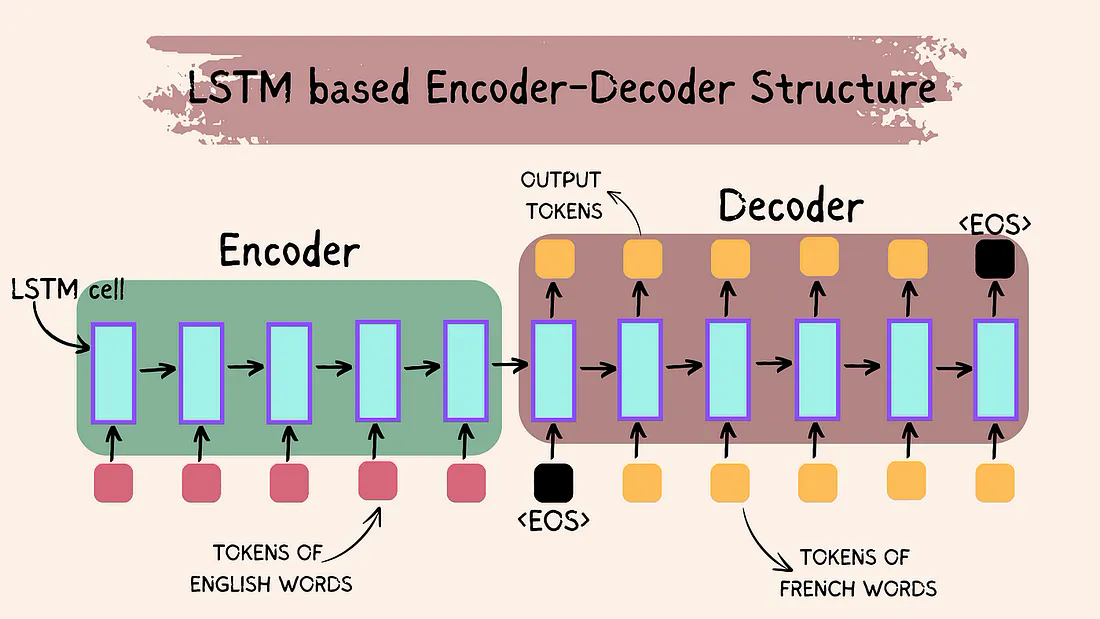 LSTM based Encoder-Decoder Structure
OUTPUT
TOKENS
Decoder
<EOS>
Encoder
LSTM cell
<EOS>
TOKENS OF
ENGLISH WORDS
TOKENS OF
FRENCH WORDS